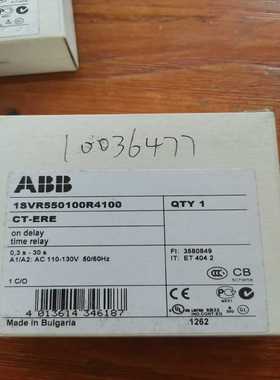 10036477
ABB
1SVR550100R4100
QTY 1
CT-ERE
on delay
time relay
0,3 s - 30 s
A1/A2: AC 110-130V 50/60Hz
FI: 3580849
IT: ET 404 2
1 C/O
CB
scheme
4 013614 346187
Made in Bulgaria
1262